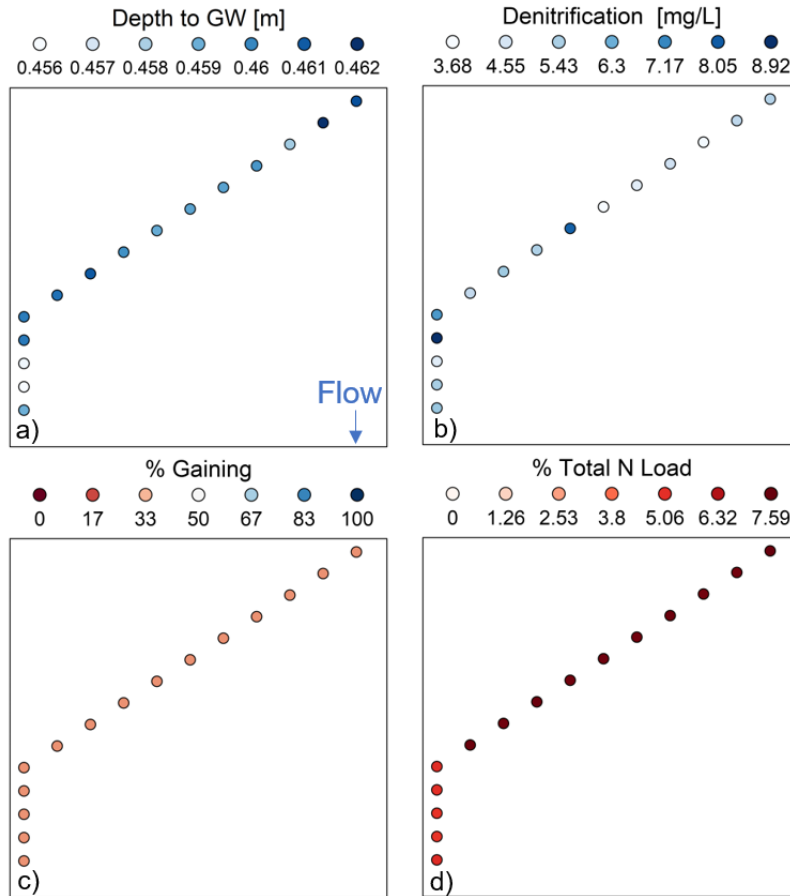 Depth to GW [m]
0.456 0.457 0.458 0.459 0.46 0.461 0.462
Flow
a)
Denitrification [mg/L]
3.68 4.55 5.43 6.3 7.17 8.05 8.92
b)
% Gaining
0 17 33 50 67 83 100
c)
% Total N Load
0 1.26 2.53 3.8 5.06 6.32 7.59
d)